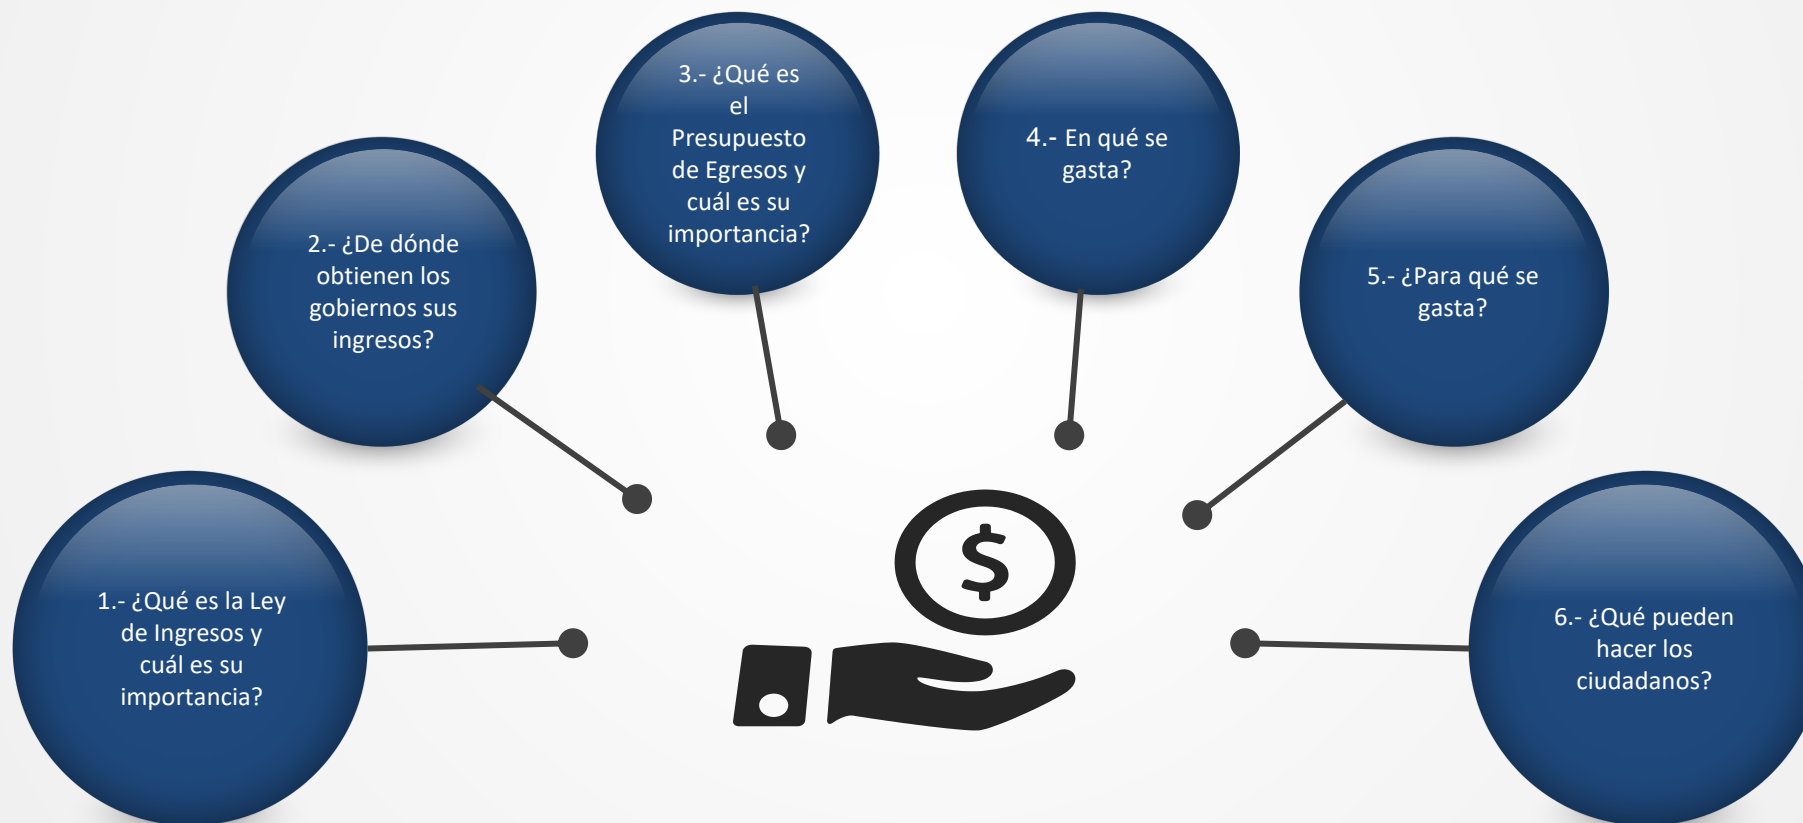 1.- ¿Qué es la Ley
de Ingresos y
cuál es su
importancia?
2.- ¿De dónde
obtienen los
gobiernos sus
ingresos?
3.- ¿Qué es
el
Presupuesto
de Egresos y
cuál es su
importancia?
4.- En qué se
gasta?
5.- ¿Para qué se
gasta?
6.- ¿Qué pueden
hacer los
ciudadanos?
$